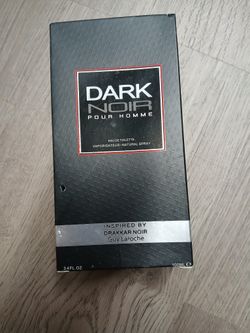 DARK
NOIR
POUR HOMME
EAU DE TOILETTE
VAPORISATEUR • NATURAL SPRAY
INSPIRED BY
DRAKKAR NOIR
Guy Laroche
3.4 FL.OZ
100ML